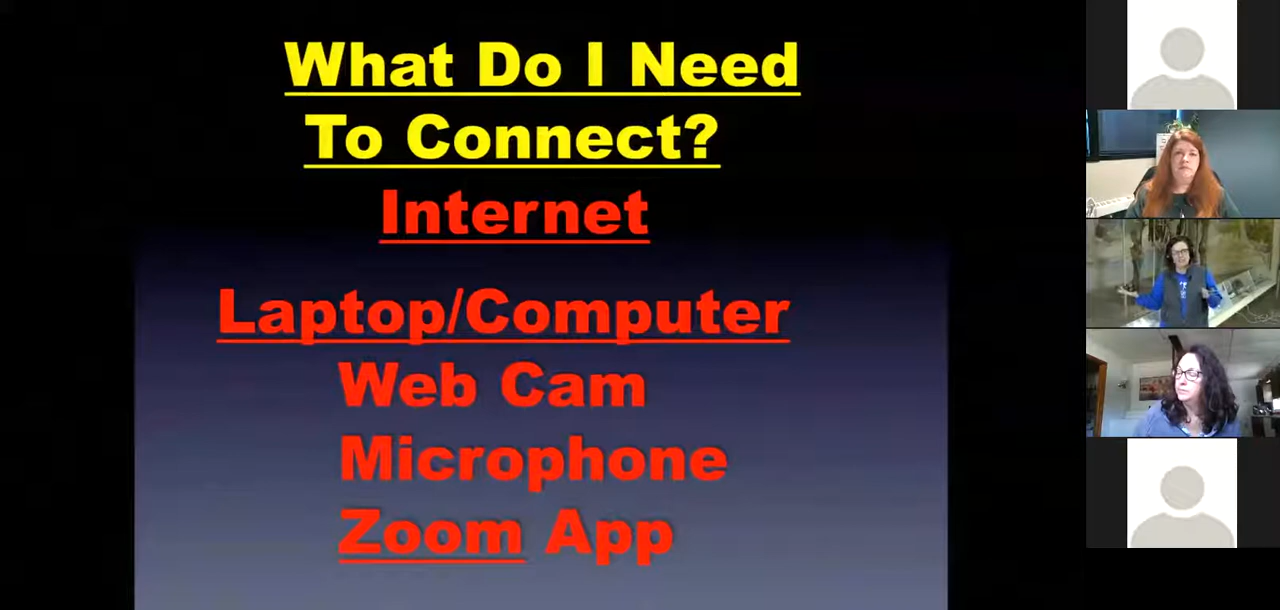 What Do I Need
To Connect?
Internet
Laptop/Computer
Web Cam
Microphone
Zoom App